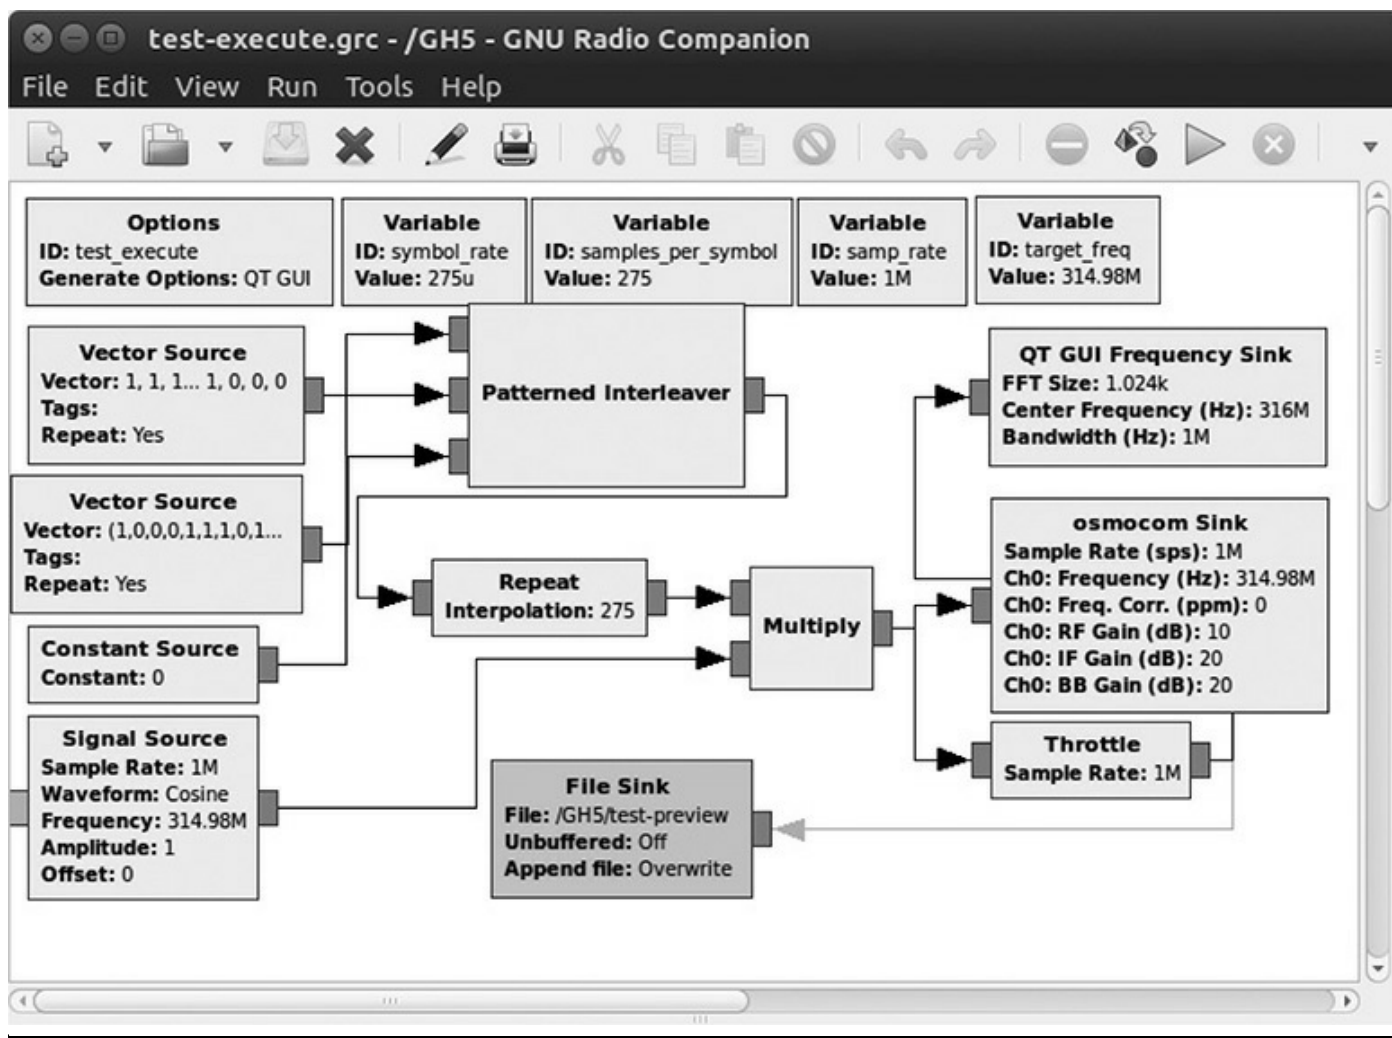 test-execute.grc - /GH5 - GNU Radio Companion
File Edit View Run Tools Help
Options
ID: test_execute
Generate Options: QT GUI
Variable
ID: symbol_rate
Value: 275u
Variable
ID: samples_per_symbol
Value: 275
Variable
ID: samp_rate
Value: 1M
Variable
ID: target_freq
Value: 314.98M
Vector Source
Vector: 1, 1, 1... 1, 0, 0, 0
Tags:
Repeat: Yes
Patterned Interleaver
QT GUI Frequency Sink
FFT Size: 1.024k
Center Frequency (Hz): 316M
Bandwidth (Hz): 1M
Vector Source
Vector: (1,0,0,0,1,1,1,0,1...
Tags:
Repeat: Yes
Repeat
Interpolation: 275
Multiply
osmocom Sink
Sample Rate (sps): 1M
Ch0: Frequency (Hz): 314.98M
Ch0: Freq. Corr. (ppm): 0
Ch0: RF Gain (dB): 10
Ch0: IF Gain (dB): 20
Ch0: BB Gain (dB): 20
Constant Source
Constant: 0
Signal Source
Sample Rate: 1M
Waveform: Cosine
Frequency: 314.98M
Amplitude: 1
Offset: 0
File Sink
File: /GH5/test-preview
Unbuffered: Off
Append file: Overwrite
Throttle
Sample Rate: 1M